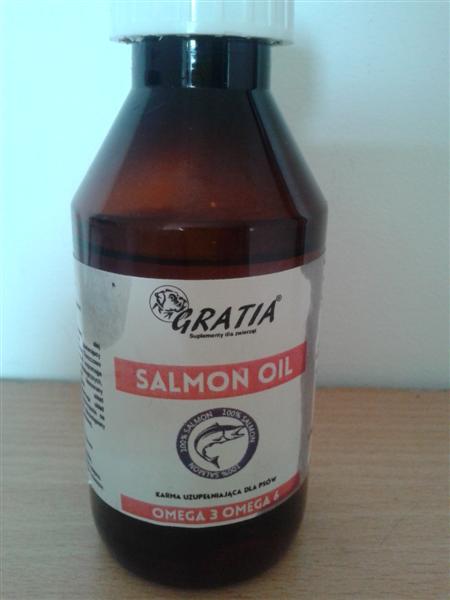 GRATIA®
Suplementy dla zwierząt
SALMON OIL
100% SALMON 100% SALMON 100% SALMON
KARMA UZUPEŁNIAJĄCA DLA PSÓW
OMEGA 3 OMEGA 6